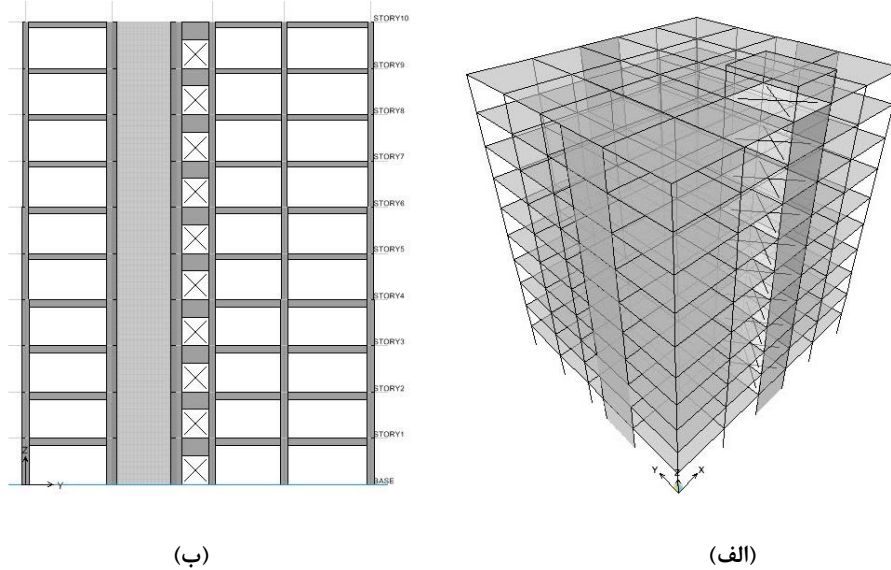 STORY10
STORY9
STORY8
STORY7
STORY6
STORY5
STORY4
STORY3
STORY2
STORY1
BASE
Z
Y
Y
Z
X
(ب)
(الف)